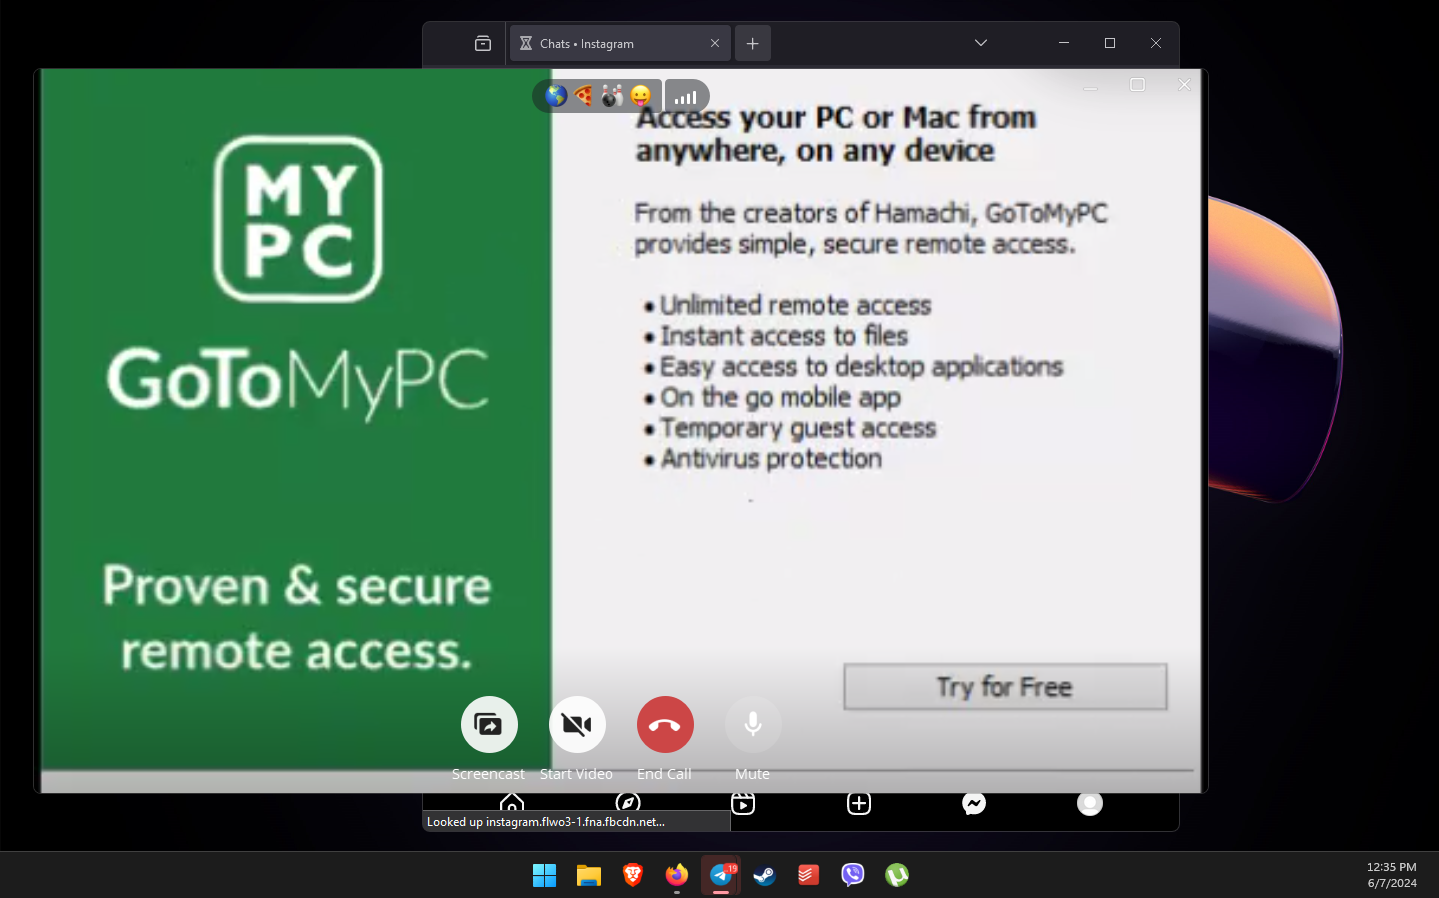 Chats • Instagram
MY
PC
GoToMyPC
Proven & secure
remote access.
Access your PC or Mac from
anywhere, on any device
From the creators of Hamachi, GoToMyPC
provides simple, secure remote access.
• Unlimited remote access
• Instant access to files
• Easy access to desktop applications
• On the go mobile app
• Temporary guest access
• Antivirus protection
Try for Free
Screencast
Start Video
End Call
Mute
Looked up instagram.flwo3-1.fna.fbcdn.net...
19
12:35 PM
6/7/2024